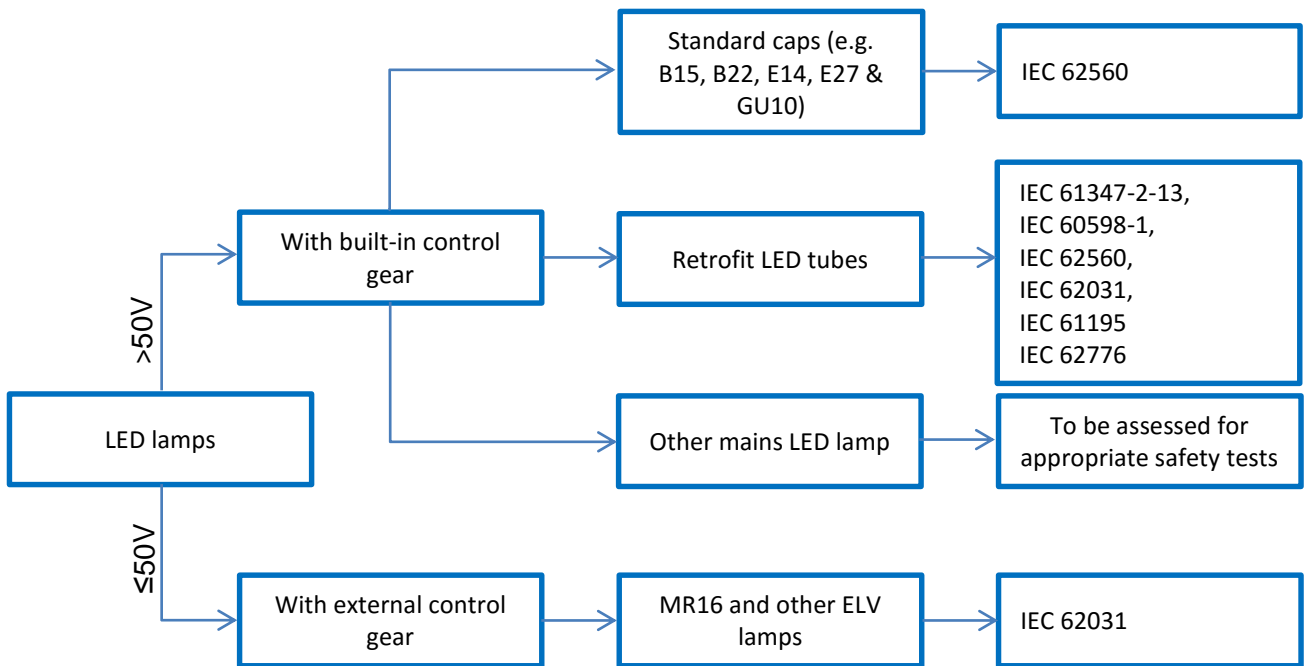 Standard caps (e.g.
B15, B22, E14, E27 &
GU10)
IEC 62560
With built-in control
gear
Retrofit LED tubes
IEC 61347-2-13,
IEC 60598-1,
IEC 62560,
IEC 62031,
IEC 61195
IEC 62776
>50V
LED lamps
Other mains LED lamp
To be assessed for
appropriate safety tests
≤50V
With external control
gear
MR16 and other ELV
lamps
IEC 62031